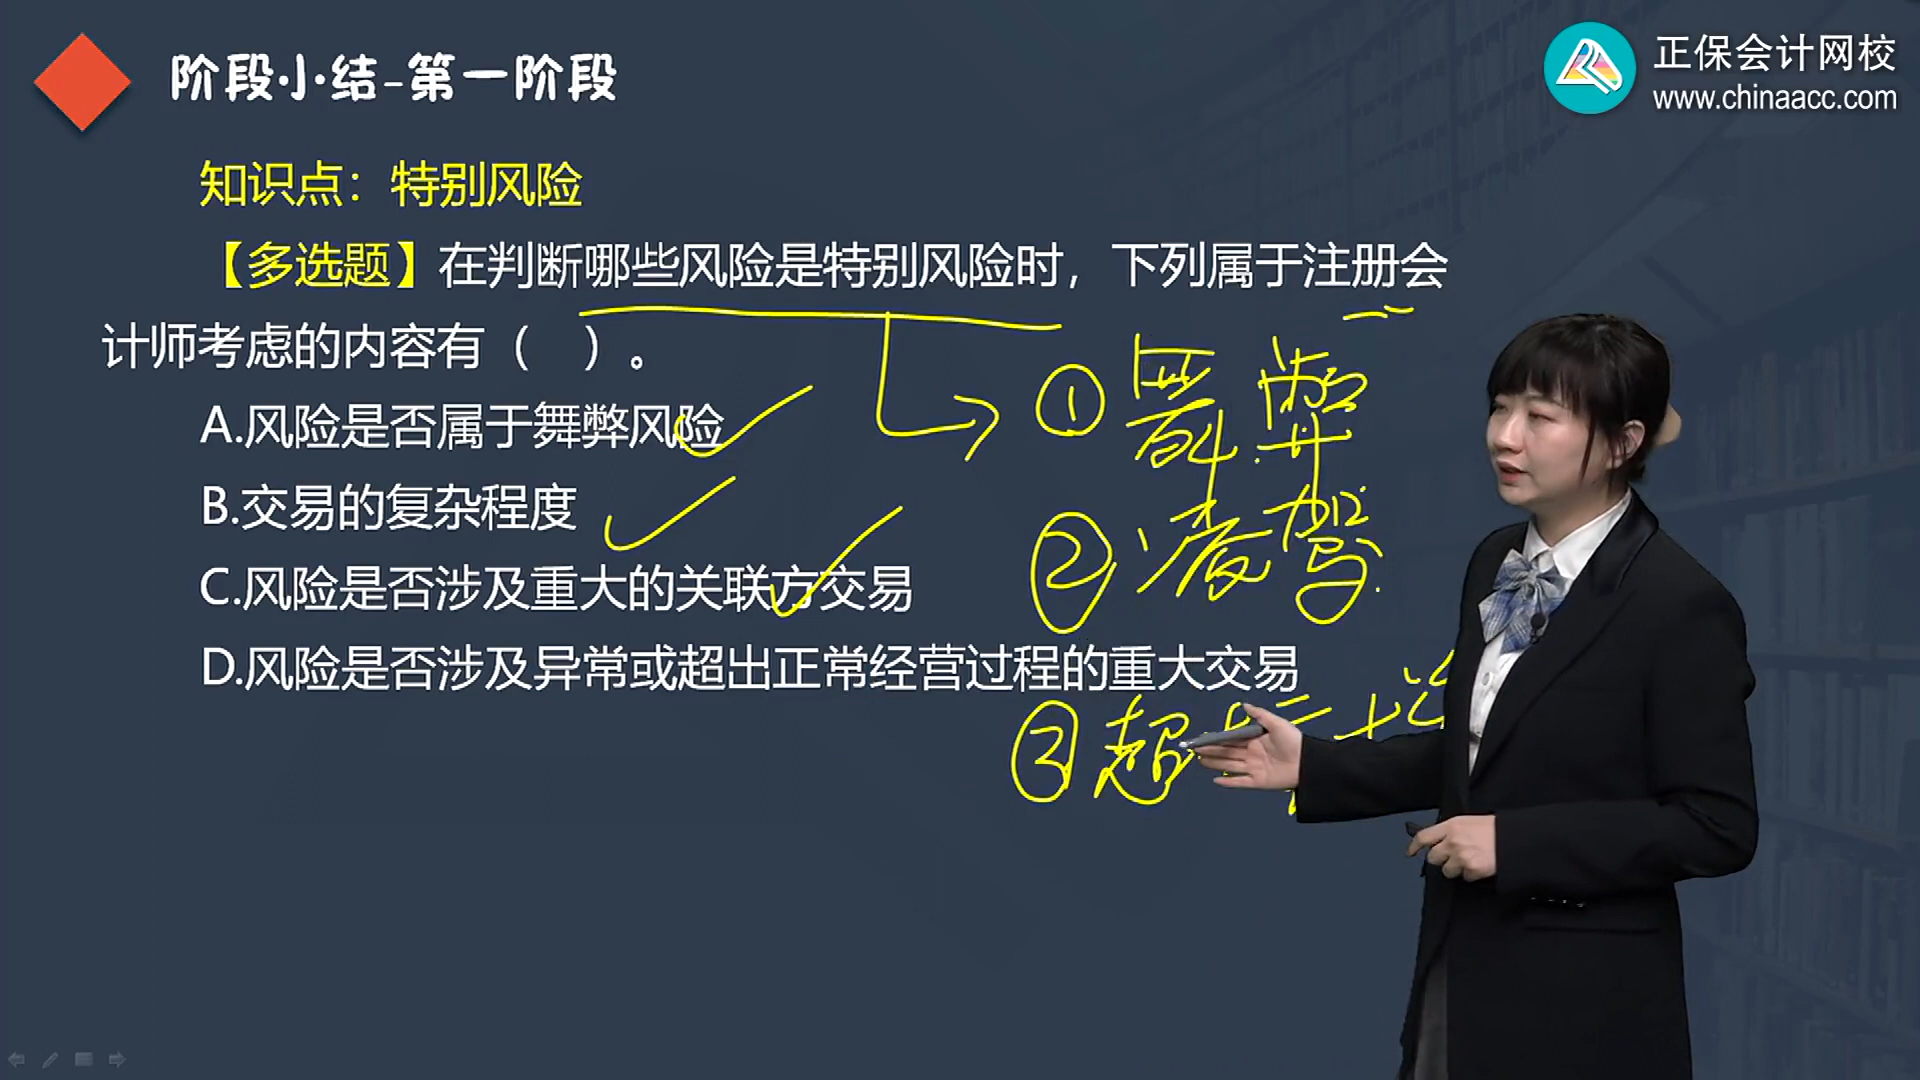 阶段小结-第一阶段
正保会计网校
www.chinaacc.com
知识点：特别风险
【多选题】在判断哪些风险是特别风险时，下列属于注册会
计师考虑的内容有（ ）。
A.风险是否属于舞弊风险
B.交易的复杂程度
C.风险是否涉及重大的关联方交易
D.风险是否涉及异常或超出正常经营过程的重大交易
①舞弊
②凌驾
③超